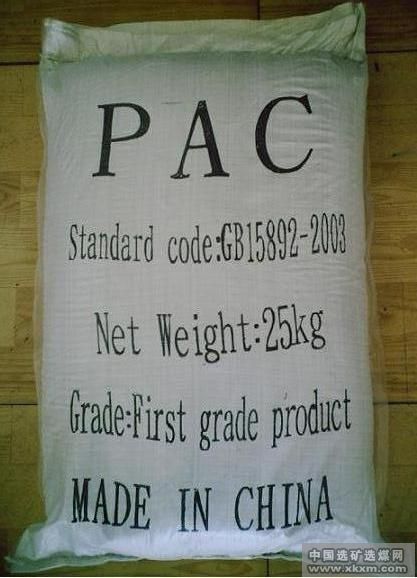 PAC
Standard code:GB15892-2003
Net Weight:25kg
Grade:First grade product
MADE IN CHINA
中国选矿选煤网
www.xkxm.com